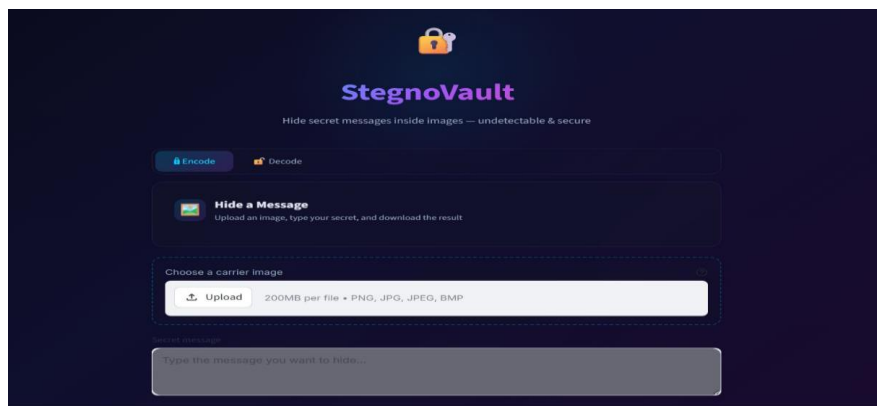 StegnoVault
Hide secret messages inside images — undetectable & secure
Encode
Decode
Hide a Message
Upload an image, type your secret, and download the result
Choose a carrier image
Upload
200MB per file • PNG, JPG, JPEG, BMP
Secret message
Type the message you want to hide...